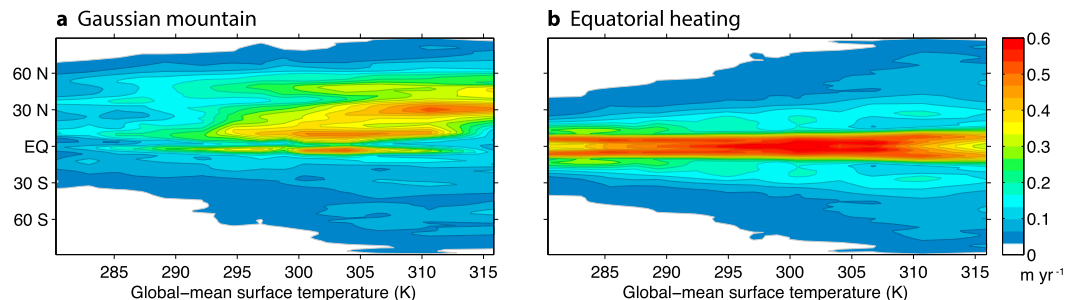 a Gaussian mountain
b Equatorial heating
60 N
30 N
EQ
30 S
60 S
285 290 295 300 305 310 315
Global−mean surface temperature (K)
285 290 295 300 305 310 315
Global−mean surface temperature (K)
0.6
0.5
0.4
0.3
0.2
0.1
0
m yr⁻¹